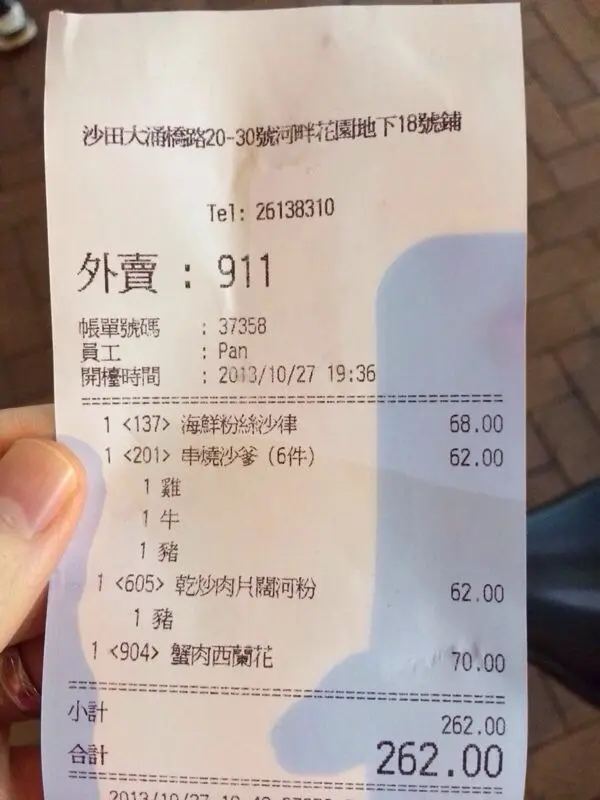 沙田大涌橋路20-30號河畔花園地下18號鋪
Tel: 26138310
外賣 : 911
帳單號碼 : 37358
員工 : Pan
開檯時間 : 2013/10/27 19:36
1 <137> 海鮮粉絲沙律 68.00
1 <201> 串燒沙爹 (6件) 62.00
1 雞
1 牛
1 豬
1 <605> 乾炒肉片闊河粉 62.00
1 豬
1 <904> 蟹肉西蘭花 70.00
小計 262.00
合計 262.00
2013/10/27